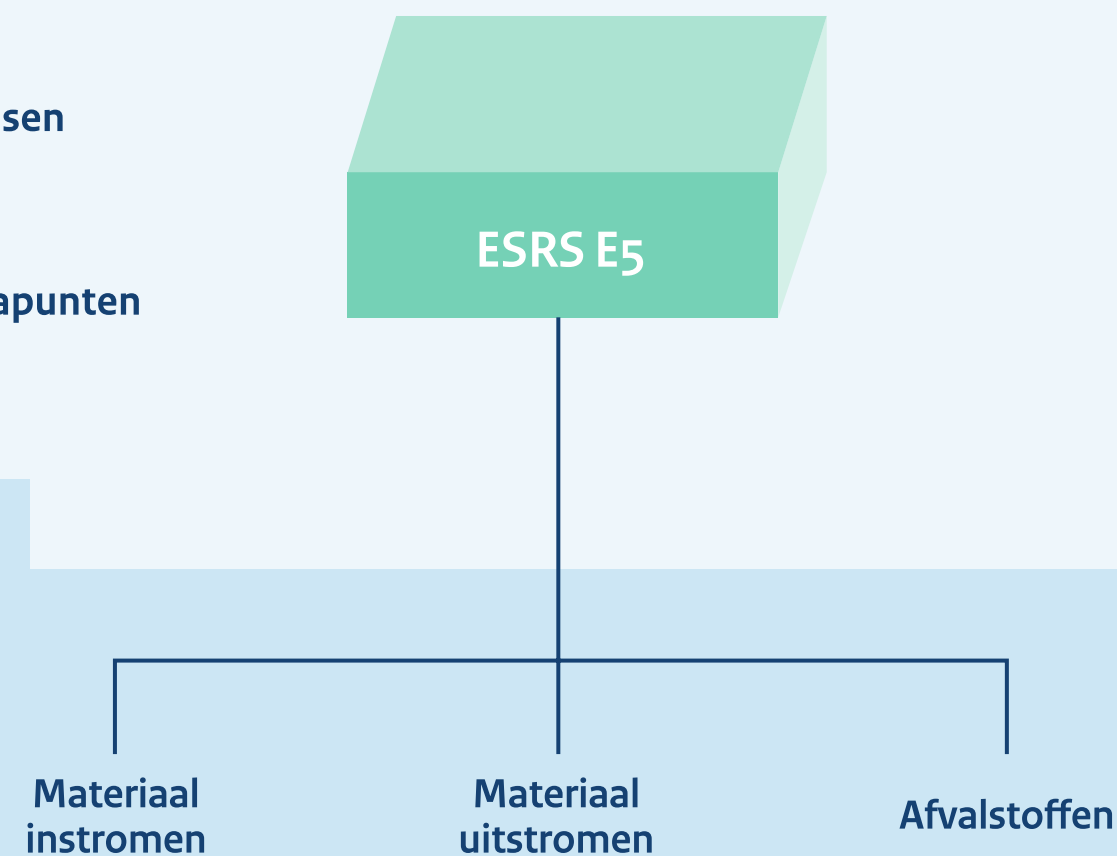 sen
ESRS E5
apunten
Materiaal
instromen
Materiaal
uitstromen
Afvalstoffen